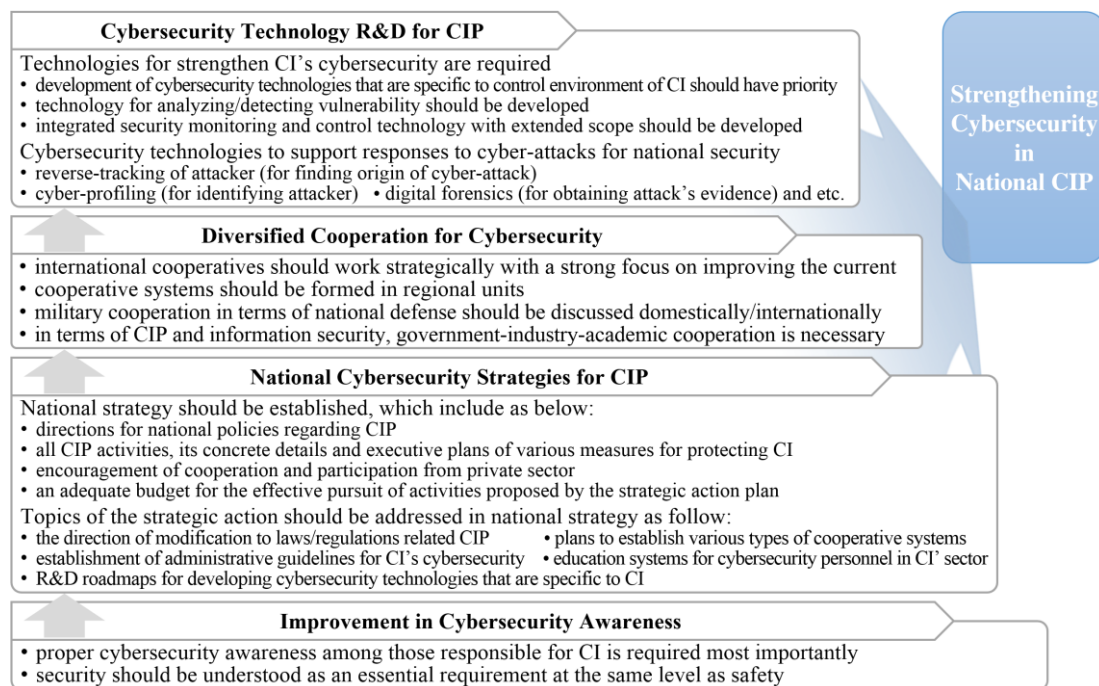 Cybersecurity Technology R&D for CIP
Technologies for strengthen CI's cybersecurity are required
• development of cybersecurity technologies that are specific to control environment of CI should have priority
• technology for analyzing/detecting vulnerability should be developed
• integrated security monitoring and control technology with extended scope should be developed
Cybersecurity technologies to support responses to cyber-attacks for national security
• reverse-tracking of attacker (for finding origin of cyber-attack)
• cyber-profiling (for identifying attacker) • digital forensics (for obtaining attack's evidence) and etc.
Strengthening
Cybersecurity
in
National CIP
Diversified Cooperation for Cybersecurity
• international cooperatives should work strategically with a strong focus on improving the current
• cooperative systems should be formed in regional units
• military cooperation in terms of national defense should be discussed domestically/internationally
• in terms of CIP and information security, government-industry-academic cooperation is necessary
National Cybersecurity Strategies for CIP
National strategy should be established, which include as below:
• directions for national policies regarding CIP
• all CIP activities, its concrete details and executive plans of various measures for protecting CI
• encouragement of cooperation and participation from private sector
• an adequate budget for the effective pursuit of activities proposed by the strategic action plan
Topics of the strategic action should be addressed in national strategy as follow:
• the direction of modification to laws/regulations related CIP • plans to establish various types of cooperative systems
• establishment of administrative guidelines for CI's cybersecurity • education systems for cybersecurity personnel in CI' sector
• R&D roadmaps for developing cybersecurity technologies that are specific to CI
Improvement in Cybersecurity Awareness
• proper cybersecurity awareness among those responsible for CI is required most importantly
• security should be understood as an essential requirement at the same level as safety